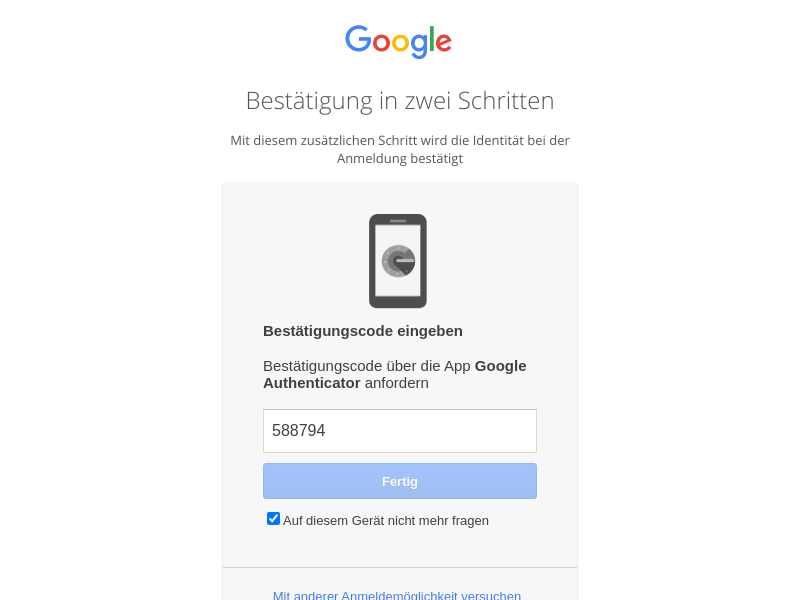 Google
Bestätigung in zwei Schritten
Mit diesem zusätzlichen Schritt wird die Identität bei der
Anmeldung bestätigt
Bestätigungscode eingeben
Bestätigungscode über die App Google
Authenticator anfordern
588794
Fertig
Auf diesem Gerät nicht mehr fragen
Mit anderer Anmeldemöglichkeit versuchen